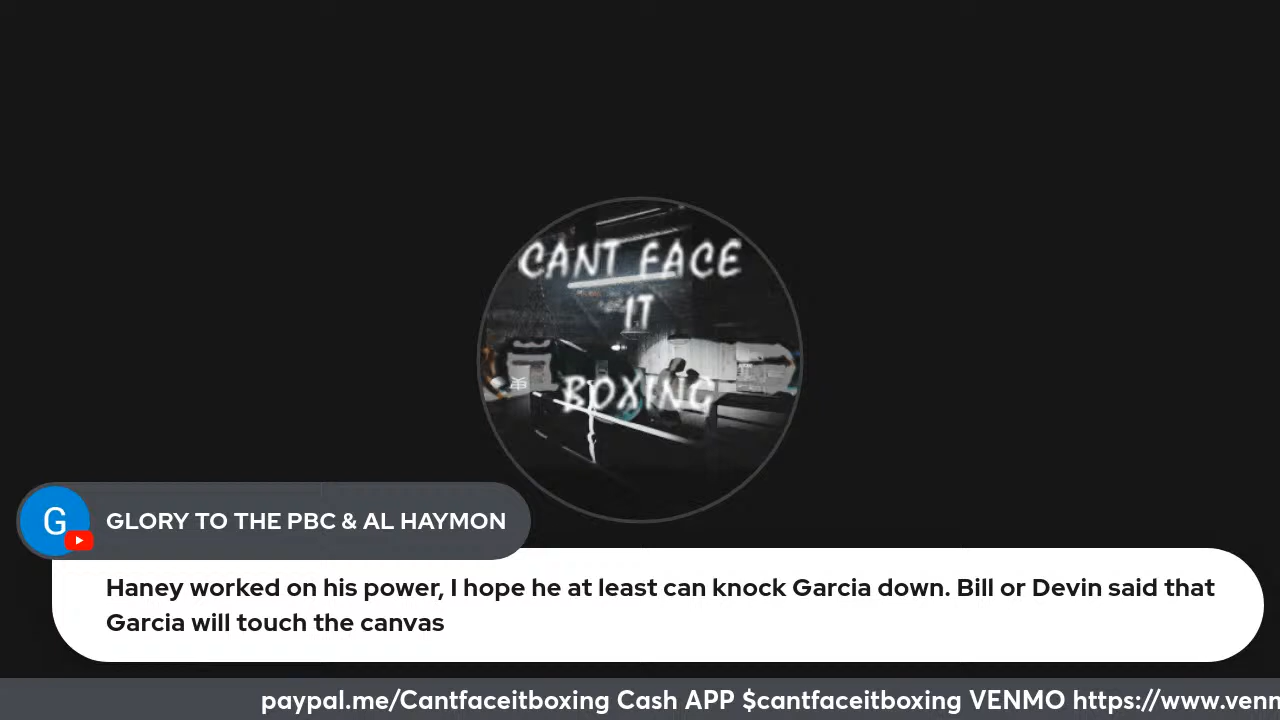 CANT FACE
IT
BOXING
G
GLORY TO THE PBC & AL HAYMON
Haney worked on his power, I hope he at least can knock Garcia down. Bill or Devin said that
Garcia will touch the canvas
paypal.me/Cantfaceitboxing Cash APP $cantfaceitboxing VENMO https://www.venm